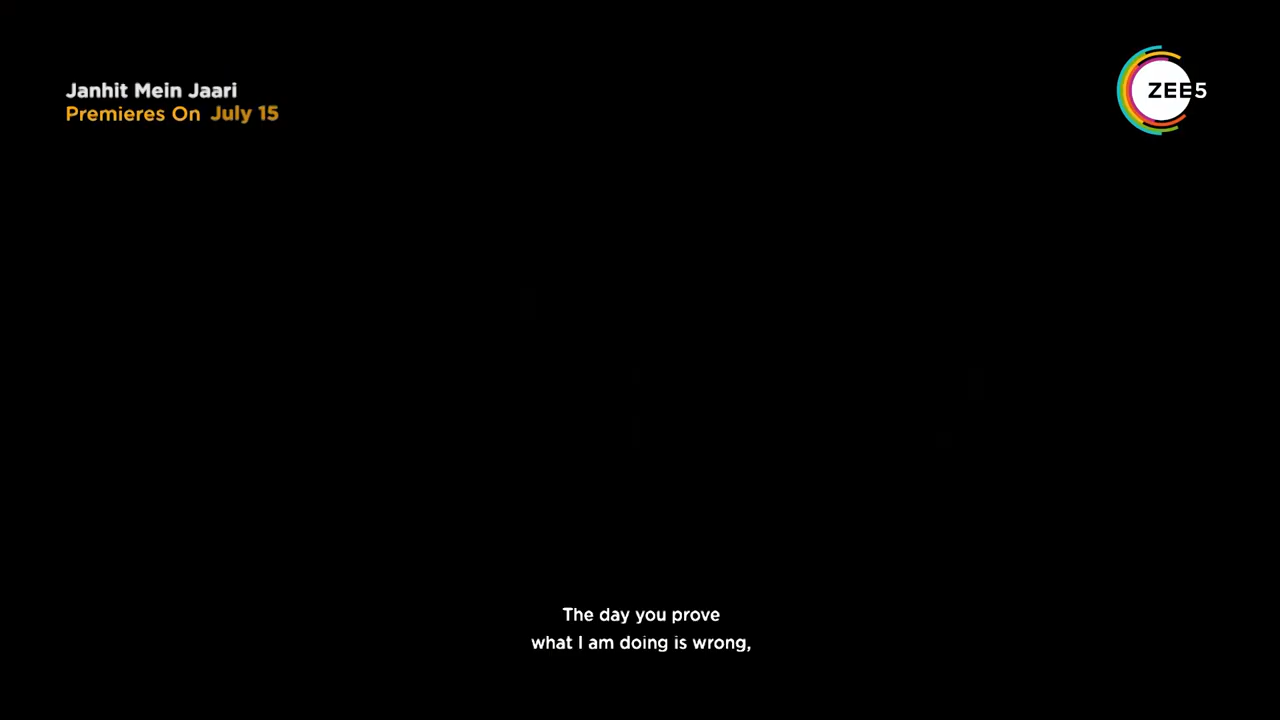 Janhit Mein Jaari
Premieres On July 15
ZEE5
The day you prove
what I am doing is wrong,